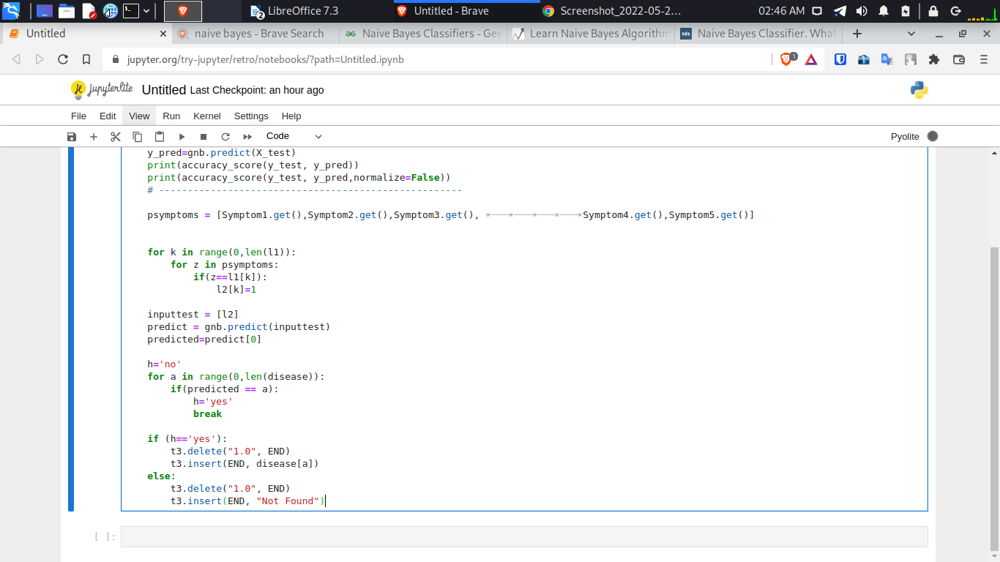 LibreOffice 7.3
2
Untitled - Brave
Screenshot_2022-05-2...
02:46 AM
Untitled
naive bayes - Brave Search
Naive Bayes Classifiers - Gee
Learn Naive Bayes Algorithm
tds
Naive Bayes Classifier. What
jupyter.org/try-jupyter/retro/notebooks/?path=Untitled.ipynb
1
jupyterlite
Untitled Last Checkpoint: an hour ago
File Edit View Run Kernel Settings Help
Code
Pyolite
y_pred=gnb.predict(X_test)
print(accuracy_score(y_test, y_pred))
print(accuracy_score(y_test, y_pred,normalize=False))
# -----------------------------------------------------
psymptoms = [Symptom1.get(),Symptom2.get(),Symptom3.get(), Symptom4.get(),Symptom5.get()]
for k in range(0,len(l1)):
    for z in psymptoms:
        if(z==l1[k]):
            l2[k]=1
inputtest = [l2]
predict = gnb.predict(inputtest)
predicted=predict[0]
h='no'
for a in range(0,len(disease)):
    if(predicted == a):
        h='yes'
        break
if (h=='yes'):
    t3.delete("1.0", END)
    t3.insert(END, disease[a])
else:
    t3.delete("1.0", END)
    t3.insert(END, "Not Found")
[ ]: